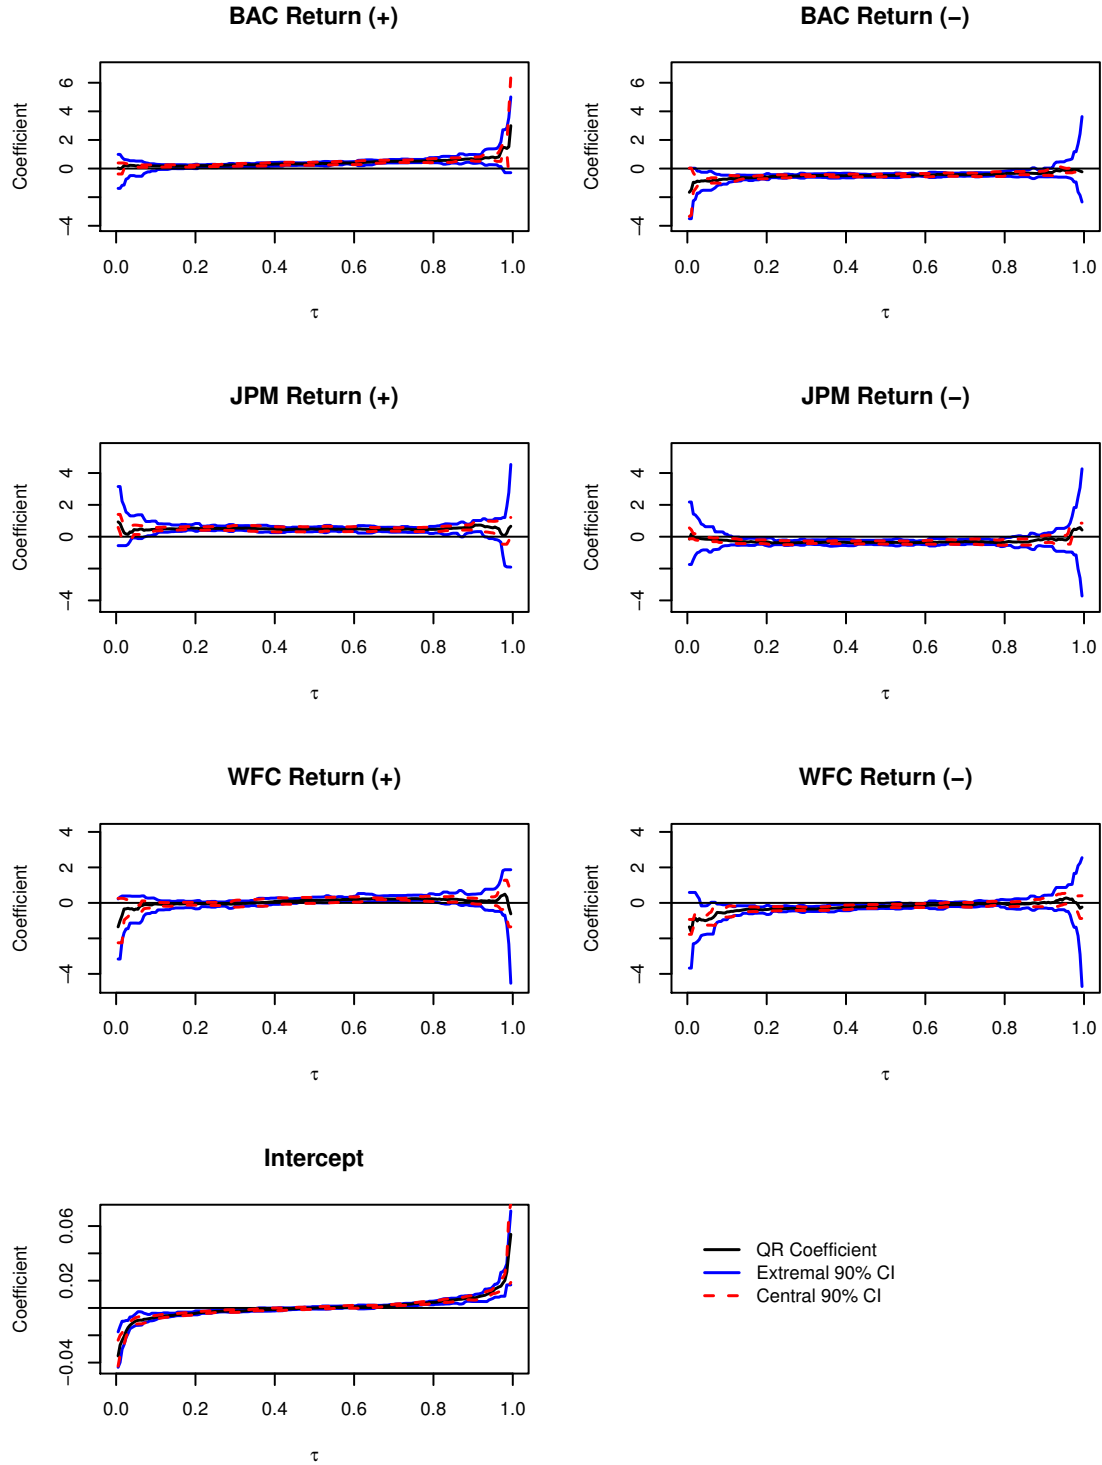 BAC Return (+)
Coefficient
−4 0 2 4 6
0.0 0.2 0.4 0.6 0.8 1.0
τ
BAC Return (−)
Coefficient
−4 0 2 4 6
0.0 0.2 0.4 0.6 0.8 1.0
τ
JPM Return (+)
Coefficient
−4 0 2 4
0.0 0.2 0.4 0.6 0.8 1.0
τ
JPM Return (−)
Coefficient
−4 0 2 4
0.0 0.2 0.4 0.6 0.8 1.0
τ
WFC Return (+)
Coefficient
−4 0 2 4
0.0 0.2 0.4 0.6 0.8 1.0
τ
WFC Return (−)
Coefficient
−4 0 2 4
0.0 0.2 0.4 0.6 0.8 1.0
τ
Intercept
Coefficient
−0.04 0.02 0.06
0.0 0.2 0.4 0.6 0.8 1.0
τ
QR Coefficient
Extremal 90% CI
Central 90% CI